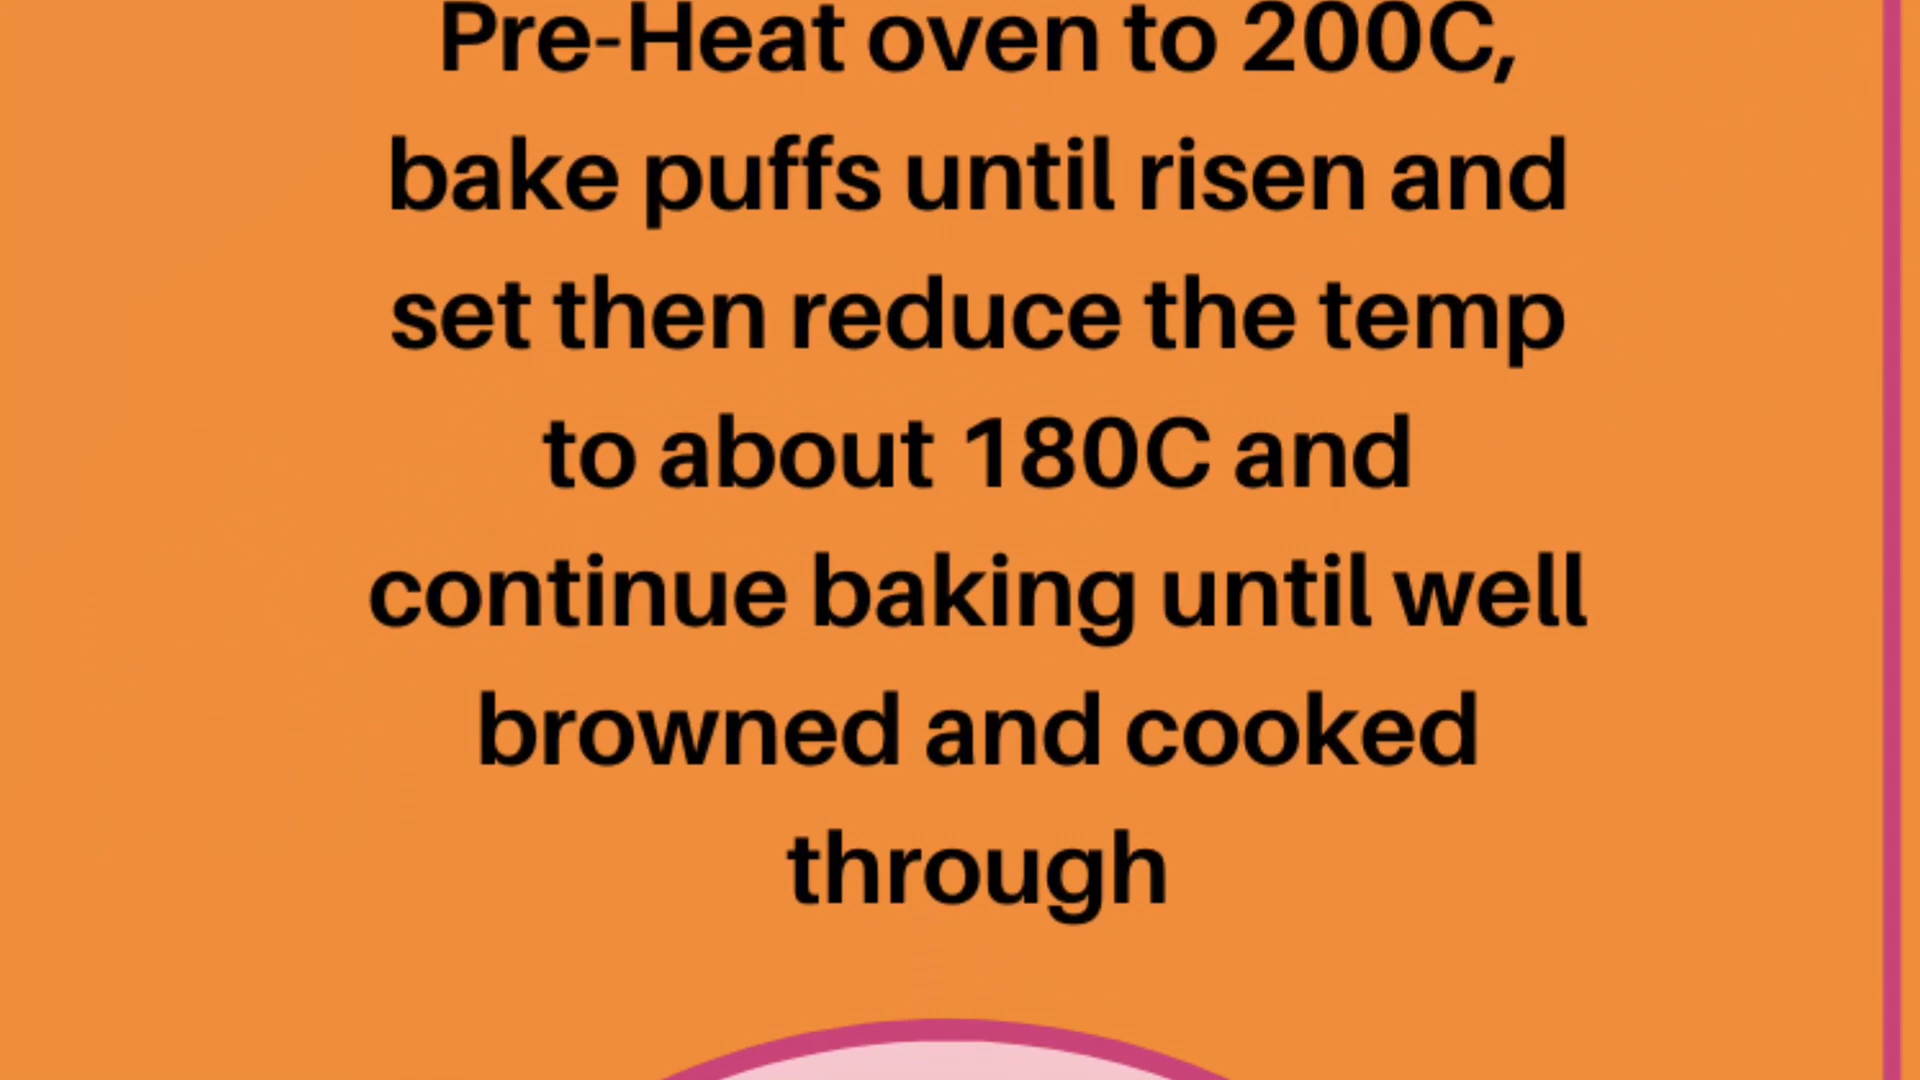 Pre-Heat oven to 200C,
bake puffs until risen and
set then reduce the temp
to about 180C and
continue baking until well
browned and cooked
through